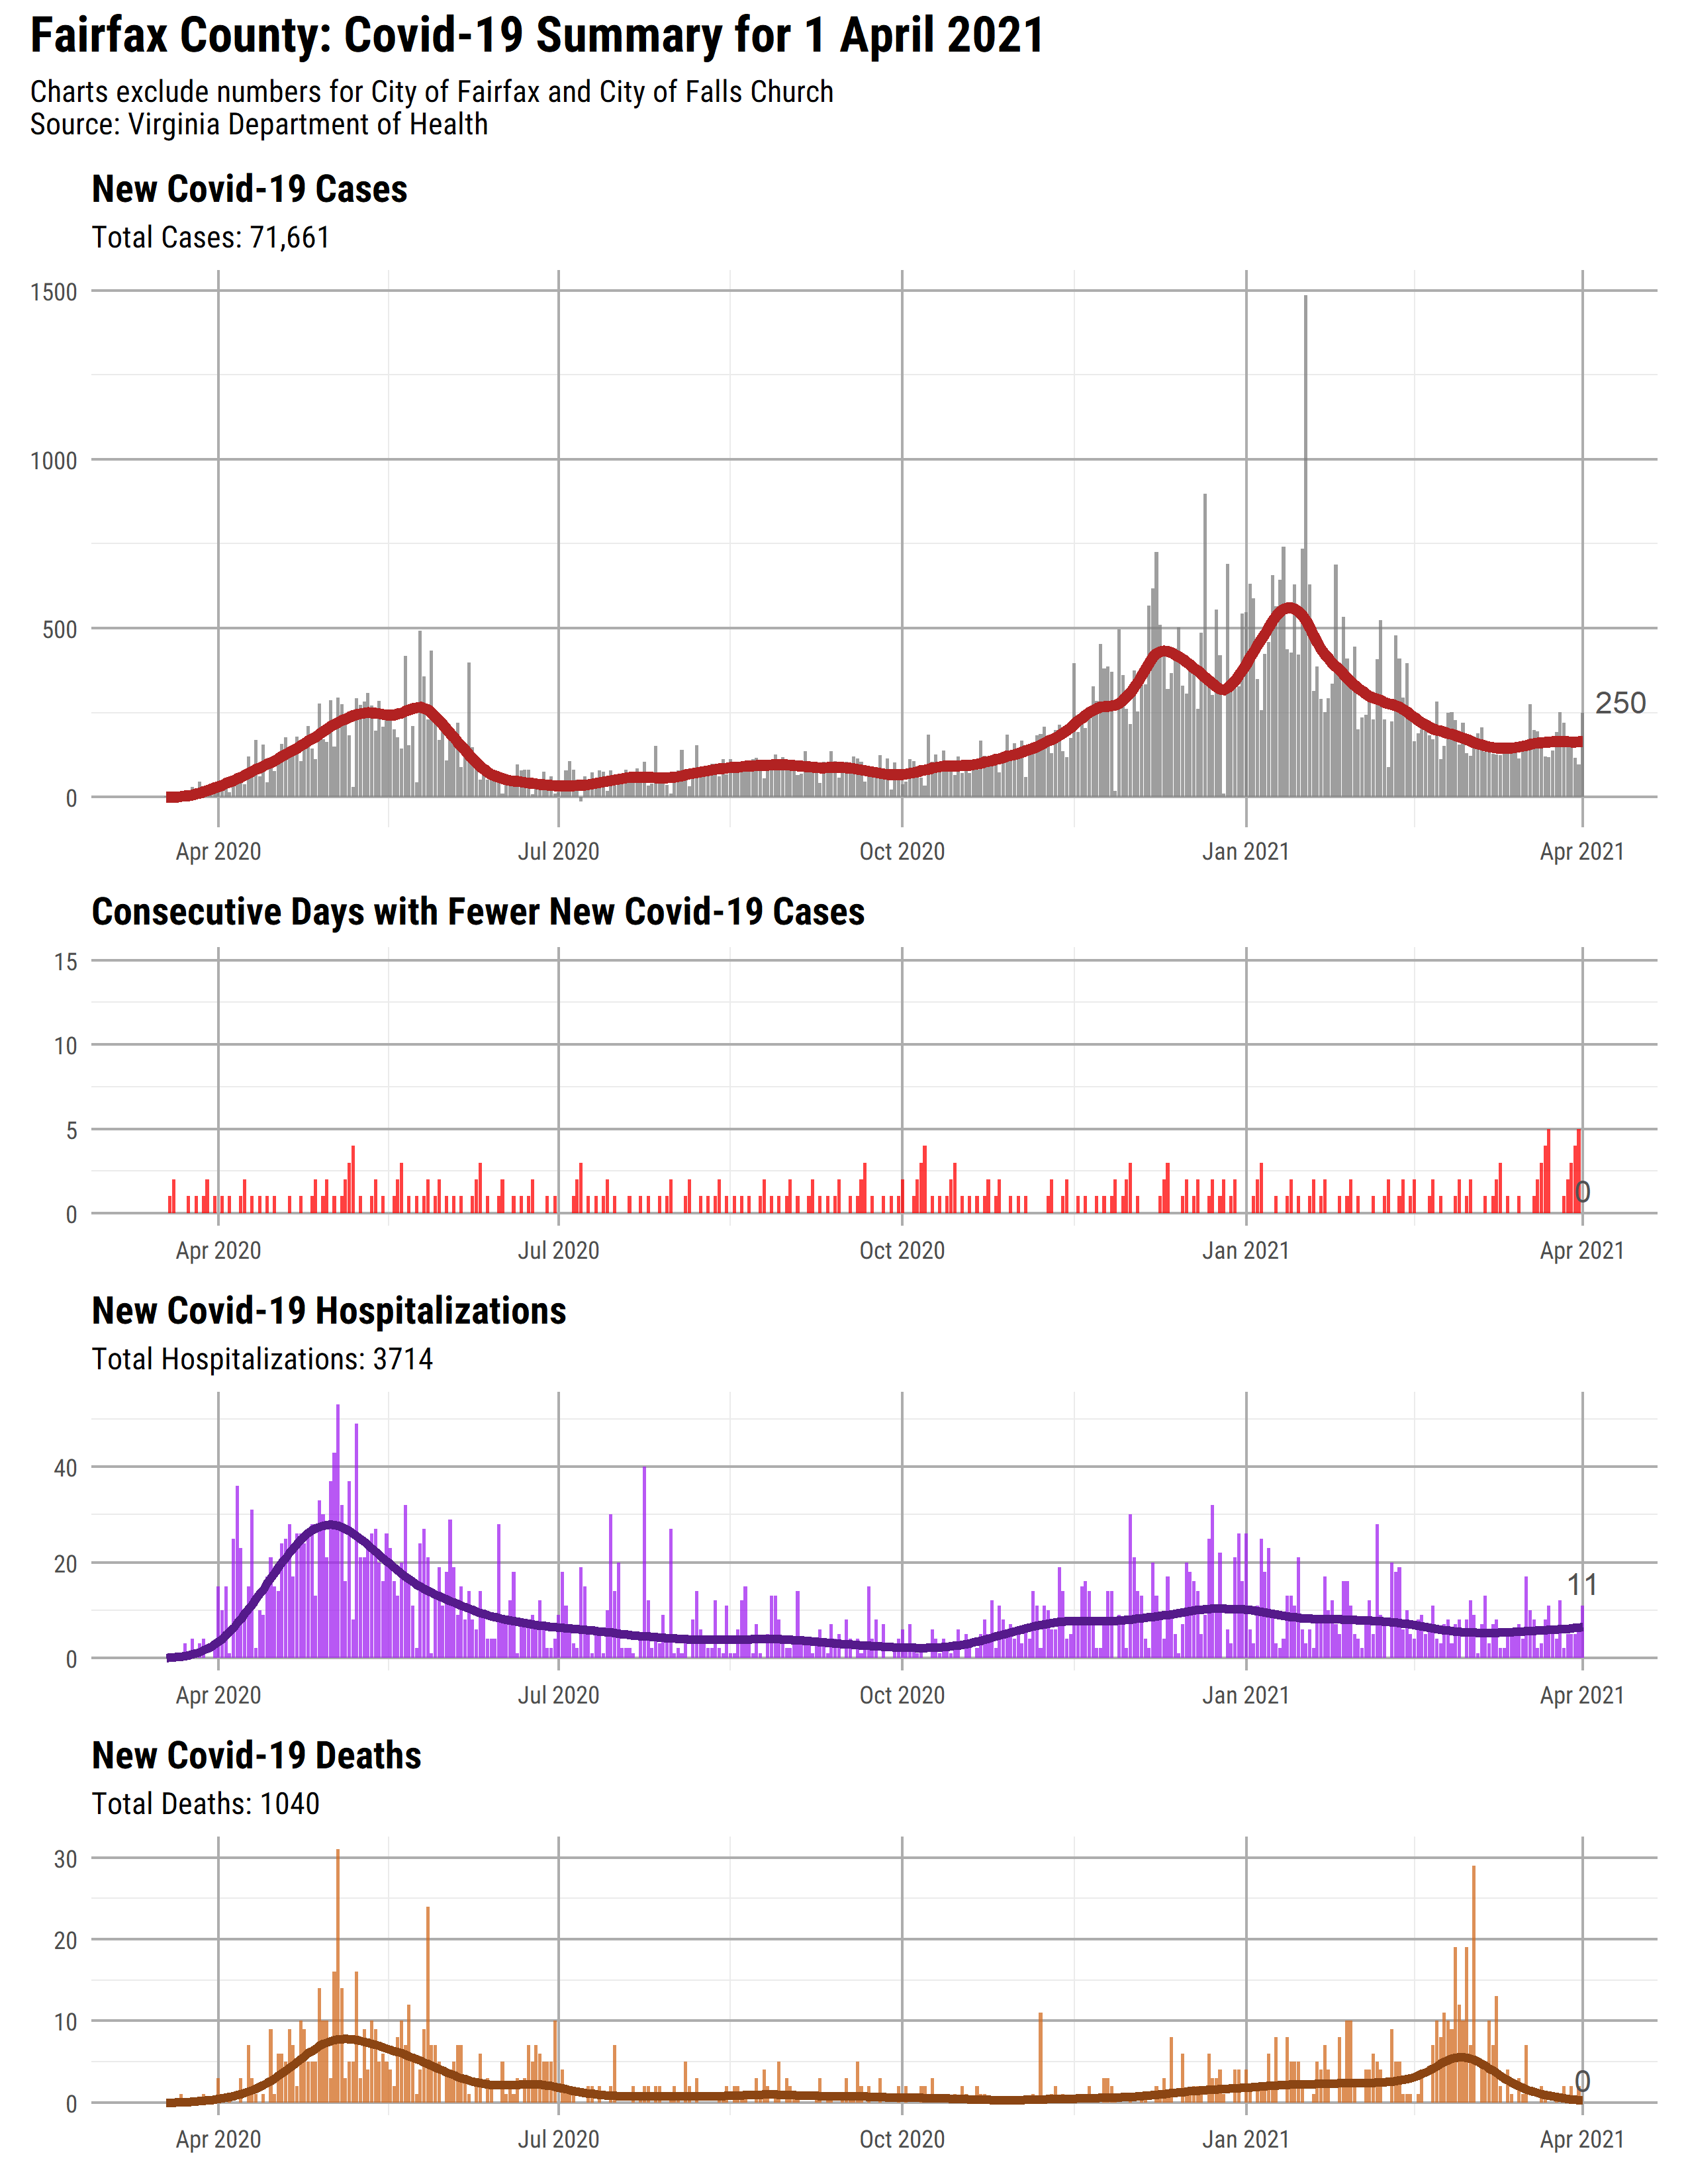 Fairfax County: Covid-19 Summary for 1 April 2021
Charts exclude numbers for City of Fairfax and City of Falls Church
Source: Virginia Department of Health
New Covid-19 Cases
Total Cases: 71,661
1500
1000
500
0
250
Apr 2020 Jul 2020 Oct 2020 Jan 2021 Apr 2021
Consecutive Days with Fewer New Covid-19 Cases
15
10
5
0
0
Apr 2020 Jul 2020 Oct 2020 Jan 2021 Apr 2021
New Covid-19 Hospitalizations
Total Hospitalizations: 3714
40
20
11
0
Apr 2020 Jul 2020 Oct 2020 Jan 2021 Apr 2021
New Covid-19 Deaths
Total Deaths: 1040
30
20
10
0
0
Apr 2020 Jul 2020 Oct 2020 Jan 2021 Apr 2021